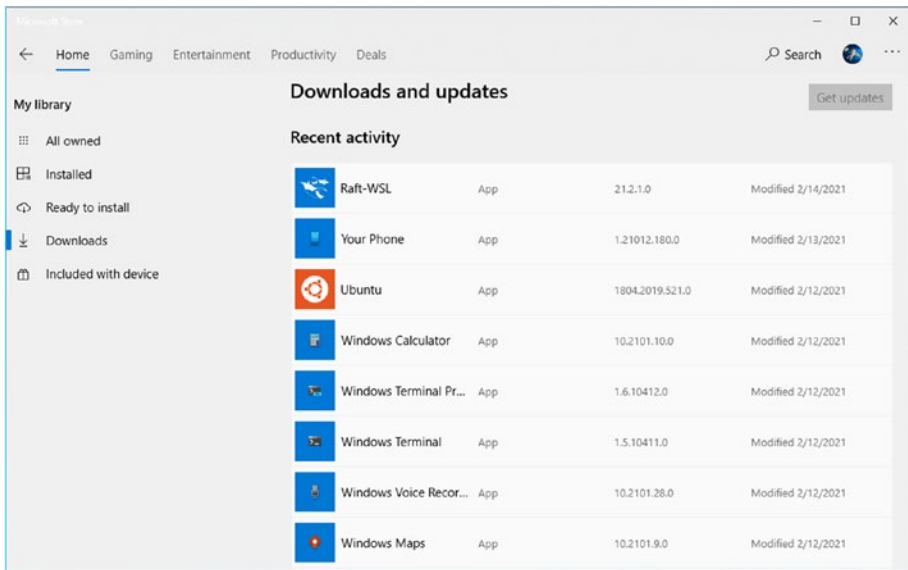 Microsoft Store
Home Gaming Entertainment Productivity Deals Search
My library
All owned
Installed
Ready to install
Downloads
Included with device
Downloads and updates
Get updates
Recent activity
Raft-WSL App 21.2.1.0 Modified 2/14/2021
Your Phone App 1.21012.180.0 Modified 2/13/2021
Ubuntu App 1804.2019.521.0 Modified 2/12/2021
Windows Calculator App 10.2101.10.0 Modified 2/12/2021
Windows Terminal Pr... App 1.6.10412.0 Modified 2/12/2021
Windows Terminal App 1.5.10411.0 Modified 2/12/2021
Windows Voice Recor... App 10.2101.28.0 Modified 2/12/2021
Windows Maps App 10.2101.9.0 Modified 2/12/2021